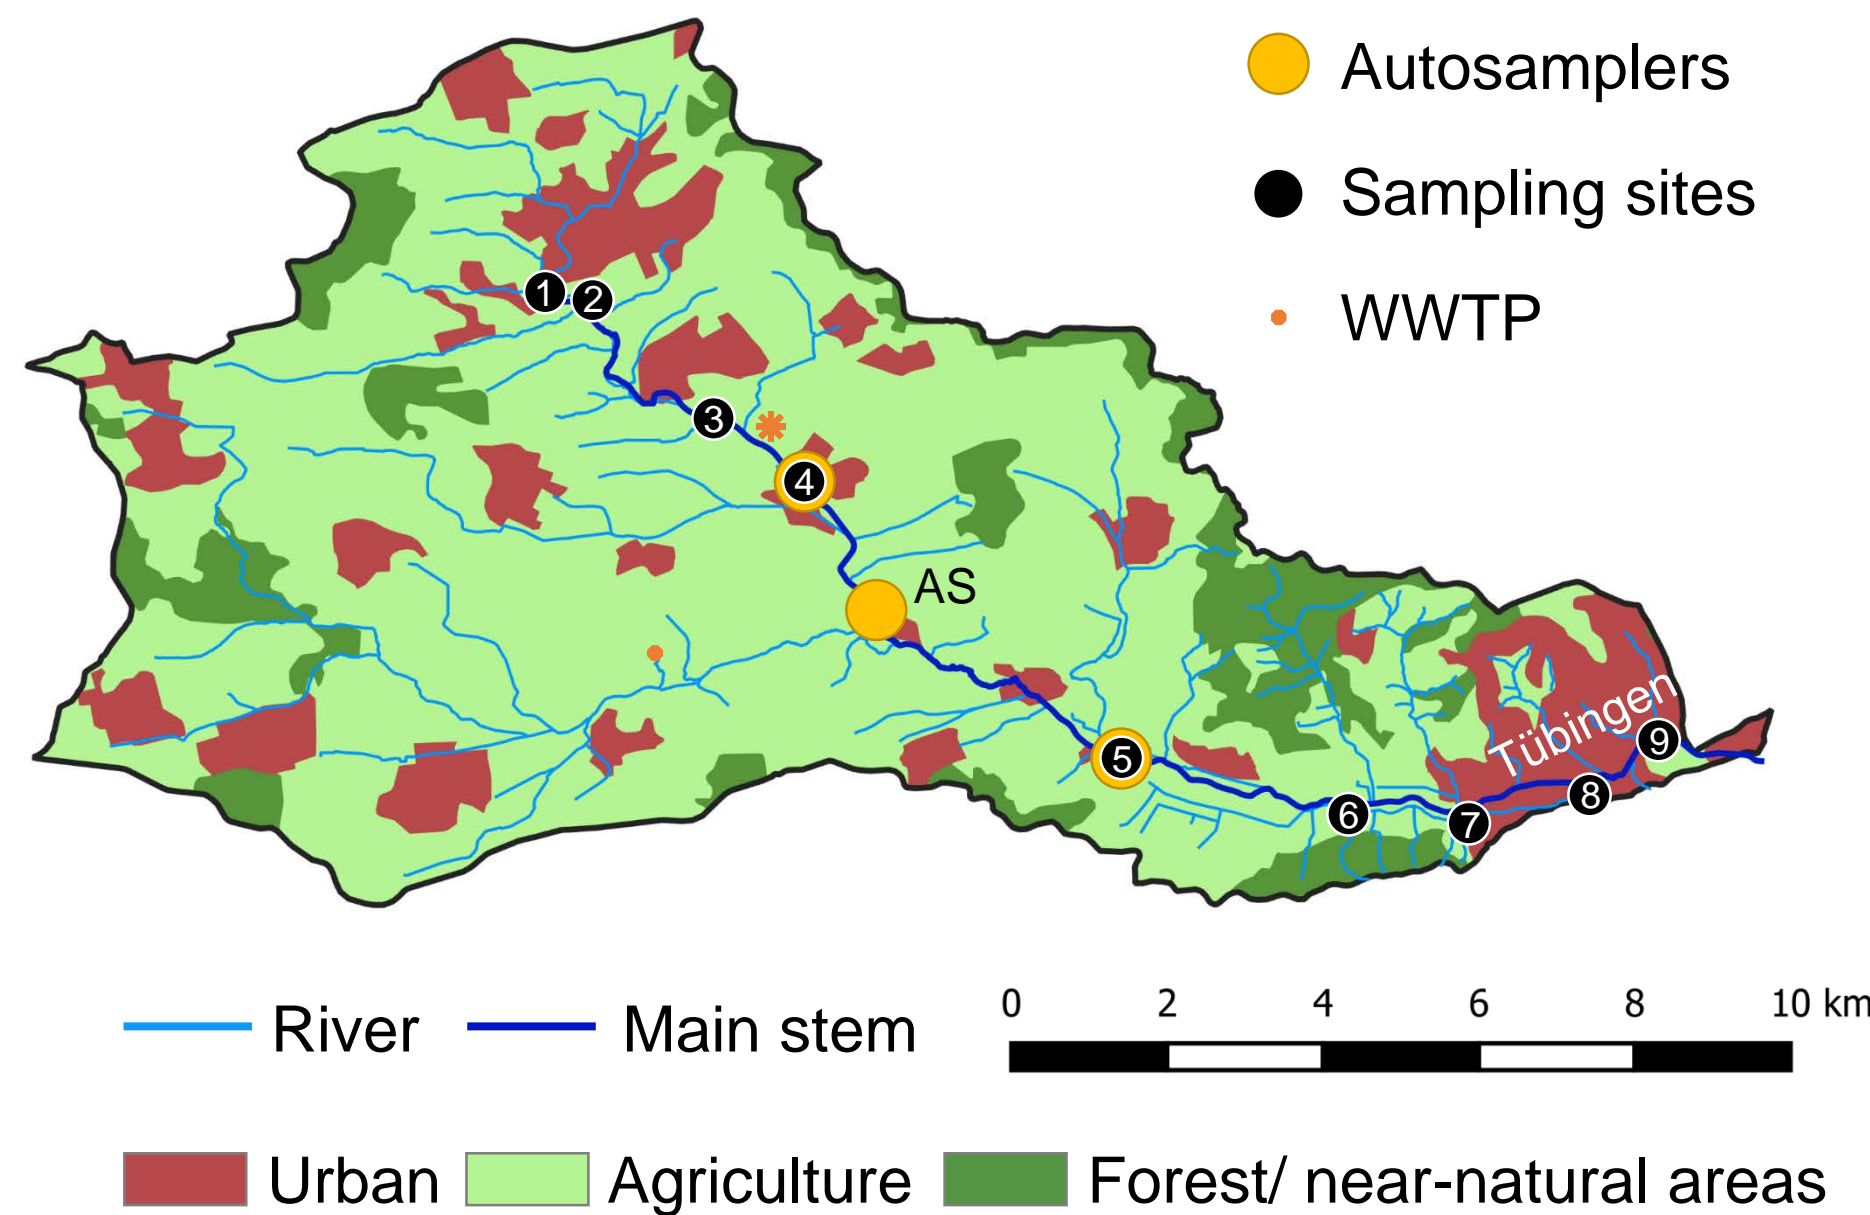 Autosamplers
Sampling sites
WWTP
1
2
3
4
AS
5
6
7
8
9
Tübingen
River
Main stem
0 2 4 6 8 10 km
Urban
Agriculture
Forest/ near-natural areas